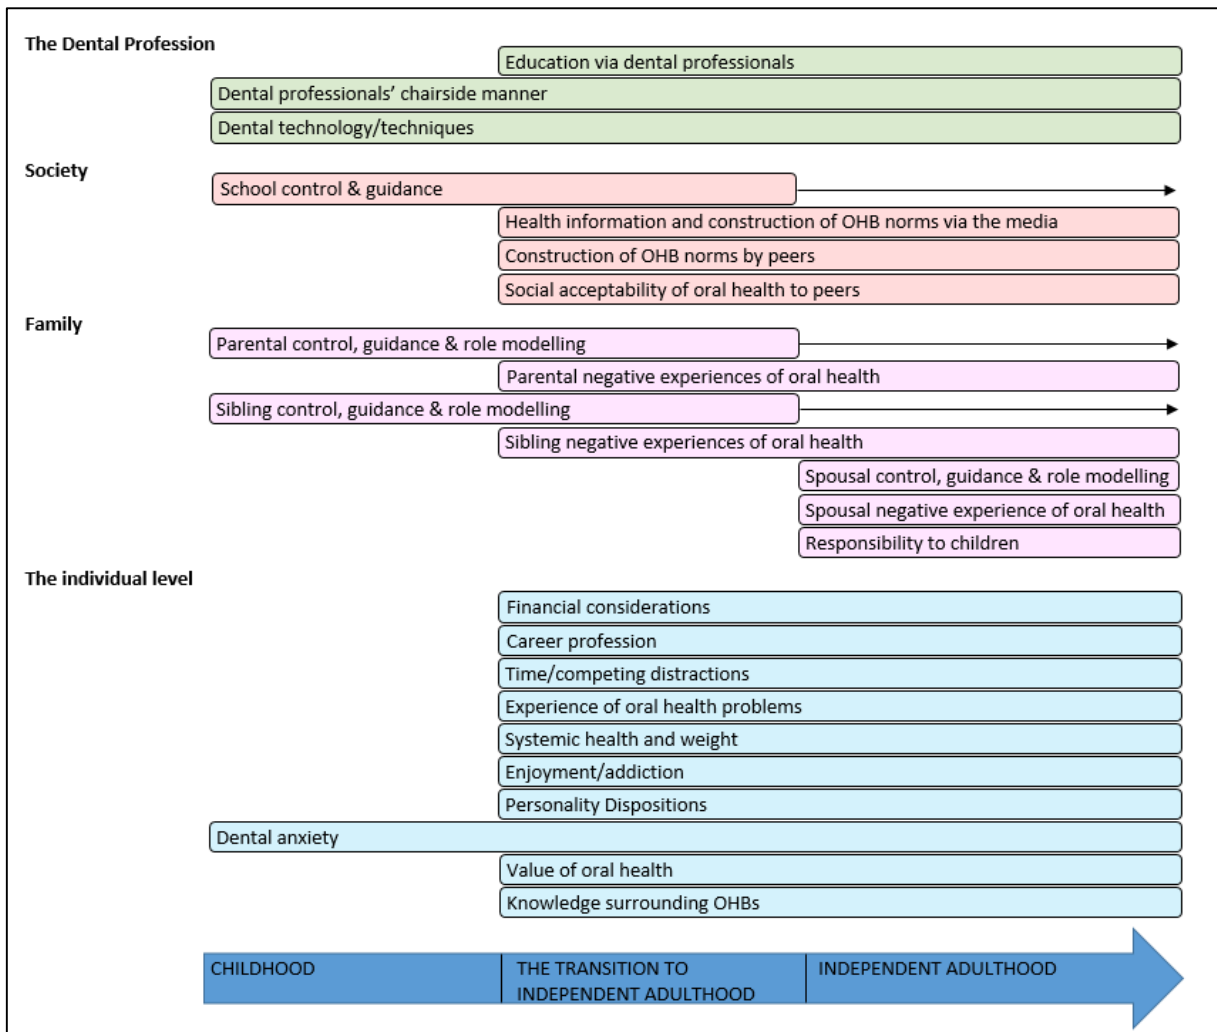 The Dental Profession
Education via dental professionals
Dental professionals’ chairside manner
Dental technology/techniques
Society
School control & guidance
Health information and construction of OHB norms via the media
Construction of OHB norms by peers
Social acceptability of oral health to peers
Family
Parental control, guidance & role modelling
Parental negative experiences of oral health
Sibling control, guidance & role modelling
Sibling negative experiences of oral health
Spousal control, guidance & role modelling
Spousal negative experience of oral health
Responsibility to children
The individual level
Financial considerations
Career profession
Time/competing distractions
Experience of oral health problems
Systemic health and weight
Enjoyment/addiction
Personality Dispositions
Dental anxiety
Value of oral health
Knowledge surrounding OHBs
CHILDHOOD
THE TRANSITION TO
INDEPENDENT ADULTHOOD
INDEPENDENT ADULTHOOD